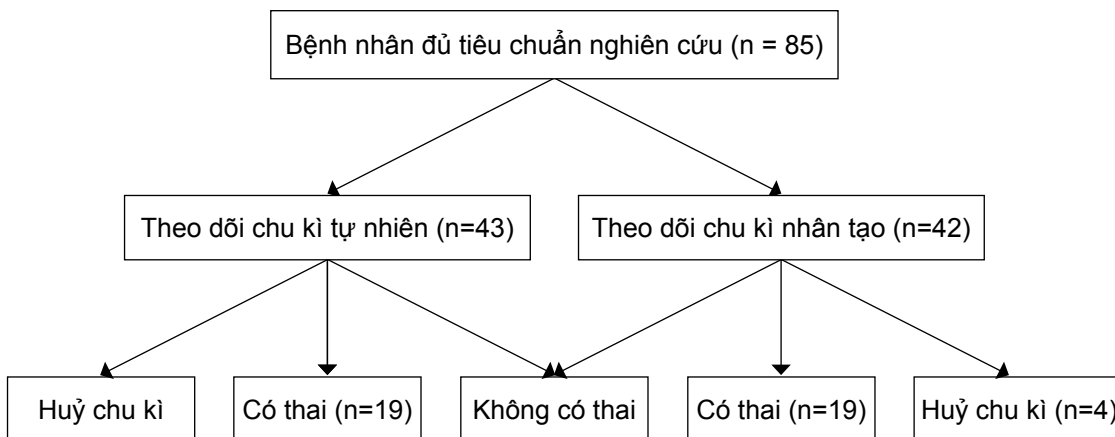 Bệnh nhân đủ tiêu chuẩn nghiên cứu (n = 85)
Theo dõi chu kì tự nhiên (n=43)
Theo dõi chu kì nhân tạo (n=42)
Huỷ chu kì
Có thai (n=19)
Không có thai
Có thai (n=19)
Huỷ chu kì (n=4)